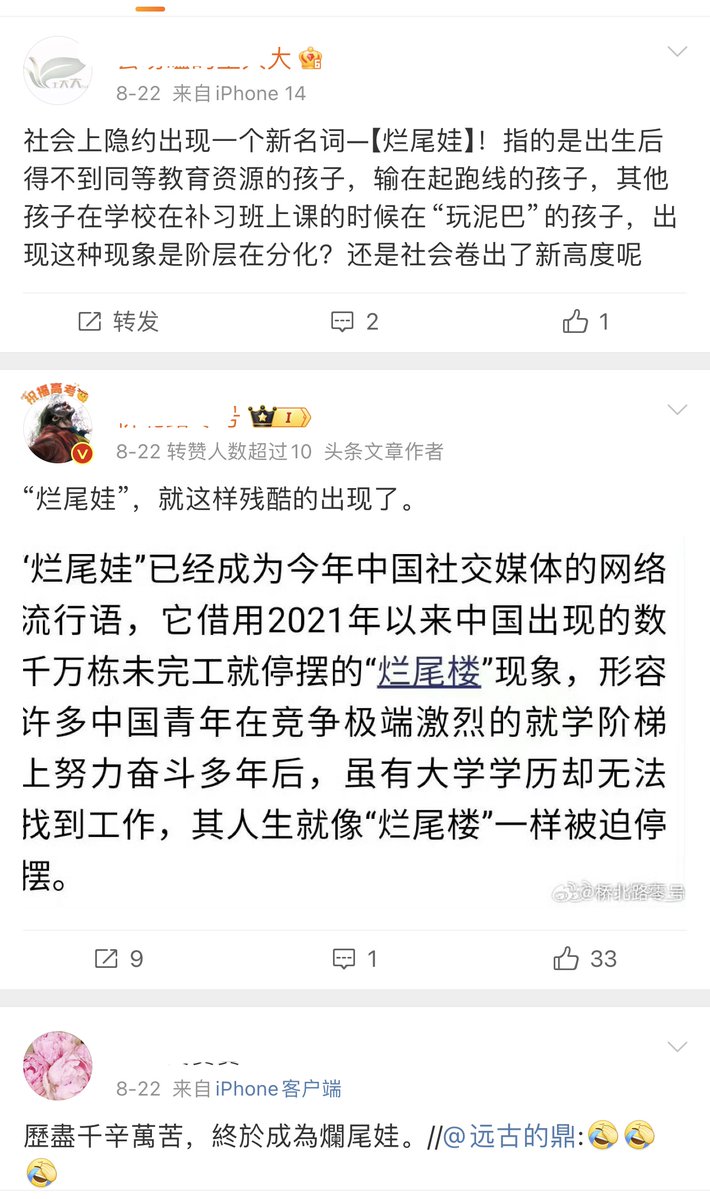 大
8-22 来自iPhone 14
社会上隐约出现一个新名词—【烂尾娃】！指的是出生后
得不到同等教育资源的孩子，输在起跑线的孩子，其他
孩子在学校在补习班上课的时候在“玩泥巴”的孩子，出
现这种现象是阶层在分化？还是社会卷出了新高度呢
转发 2 1
祝福高考
I
8-22 转赞人数超过10 头条文章作者
“烂尾娃”，就这样残酷的出现了。
“烂尾娃”已经成为今年中国社交媒体的网络
流行语，它借用2021年以来中国出现的数
千万栋未完工就停摆的“烂尾楼”现象，形容
许多中国青年在竞争极端激烈的就学阶梯
上努力奋斗多年后，虽有大学学历却无法
找到工作，其人生就像“烂尾楼”一样被迫停
摆。
@桥北路零号
9 1 33
8-22 来自iPhone客户端
歷盡千辛萬苦，終於成為爛尾娃。//@远古的鼎:🤣🤣
🤣